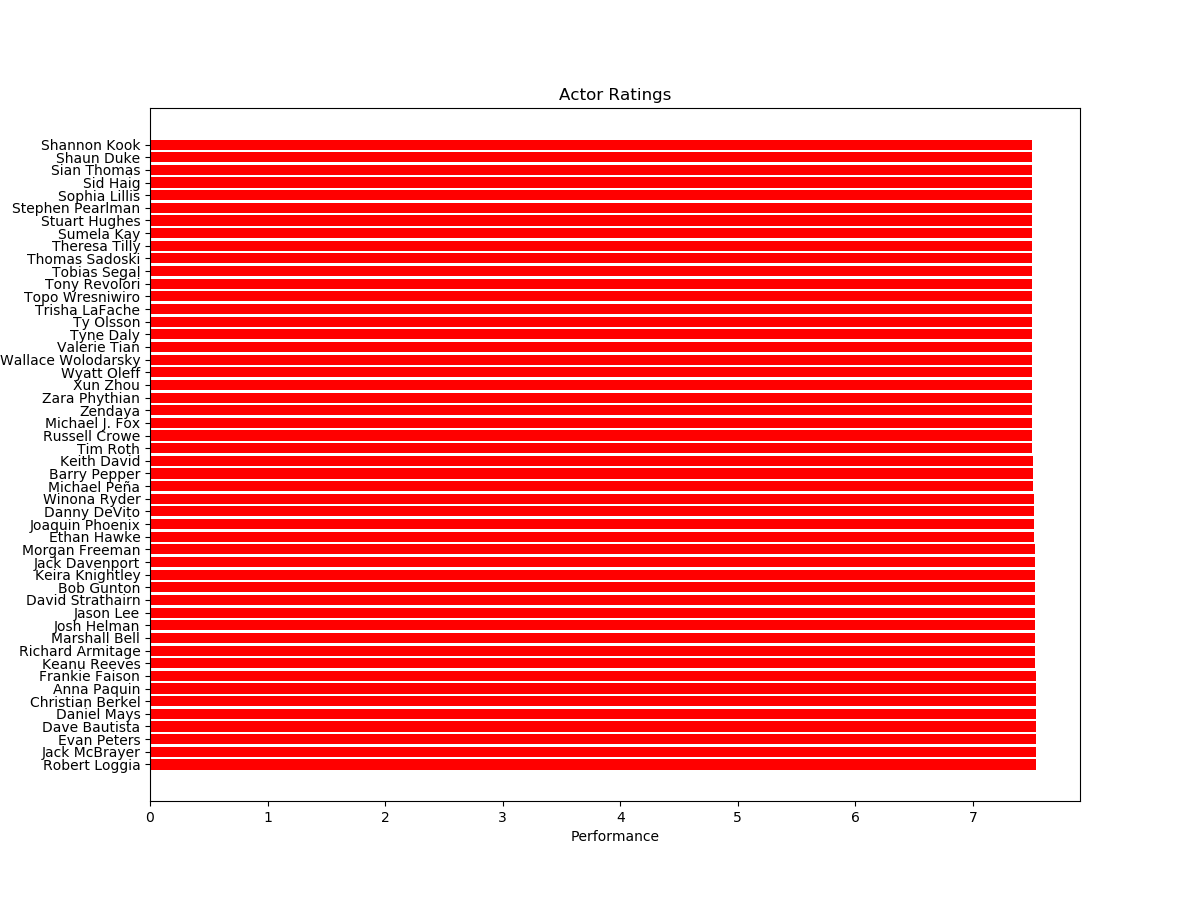 Actor Ratings
Shannon Kook
Shaun Duke
Sian Thomas
Sid Haig
Sophia Lillis
Stephen Pearlman
Stuart Hughes
Sumela Kay
Theresa Tilly
Thomas Sadoski
Tobias Segal
Tony Revolori
Topo Wresniwiro
Trisha LaFache
Ty Olsson
Tyne Daly
Valerie Tian
Wallace Wolodarsky
Wyatt Oleff
Xun Zhou
Zara Phythian
Zendaya
Michael J. Fox
Russell Crowe
Tim Roth
Keith David
Barry Pepper
Michael Peña
Winona Ryder
Danny DeVito
Joaquin Phoenix
Ethan Hawke
Morgan Freeman
Jack Davenport
Keira Knightley
Bob Gunton
David Strathairn
Jason Lee
Josh Helman
Marshall Bell
Richard Armitage
Keanu Reeves
Frankie Faison
Anna Paquin
Christian Berkel
Daniel Mays
Dave Bautista
Evan Peters
Jack McBrayer
Robert Loggia
0 1 2 3 4 5 6 7
Performance